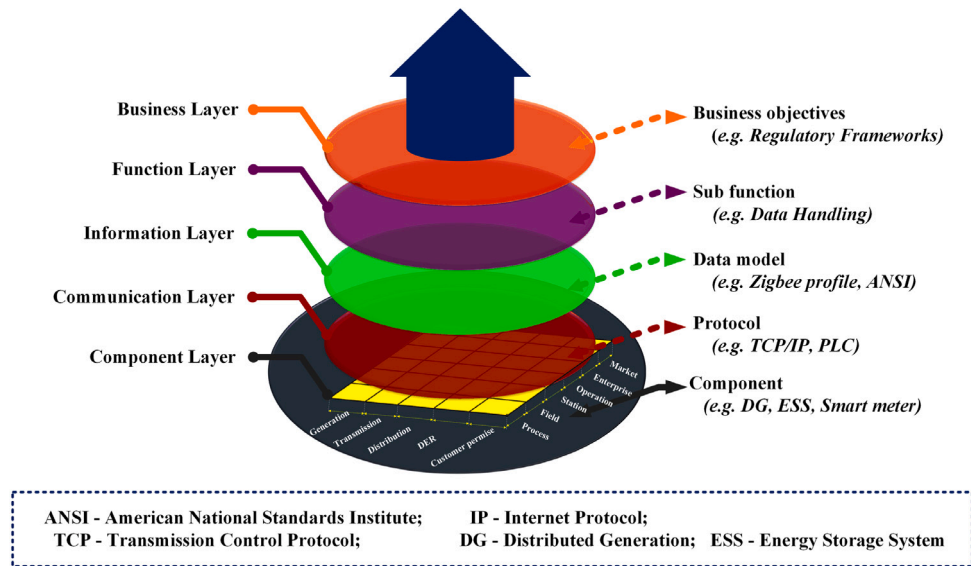 Business Layer
Function Layer
Information Layer
Communication Layer
Component Layer
Business objectives
(e.g. Regulatory Frameworks)
Sub function
(e.g. Data Handling)
Data model
(e.g. Zigbee profile, ANSI)
Protocol
(e.g. TCP/IP, PLC)
Component
(e.g. DG, ESS, Smart meter)
Generation
Transmission
Distribution
DER
Customer permise
Process
Field
Station
Operation
Enterprise
Market
ANSI - American National Standards Institute; IP - Internet Protocol;
TCP - Transmission Control Protocol; DG - Distributed Generation; ESS - Energy Storage System